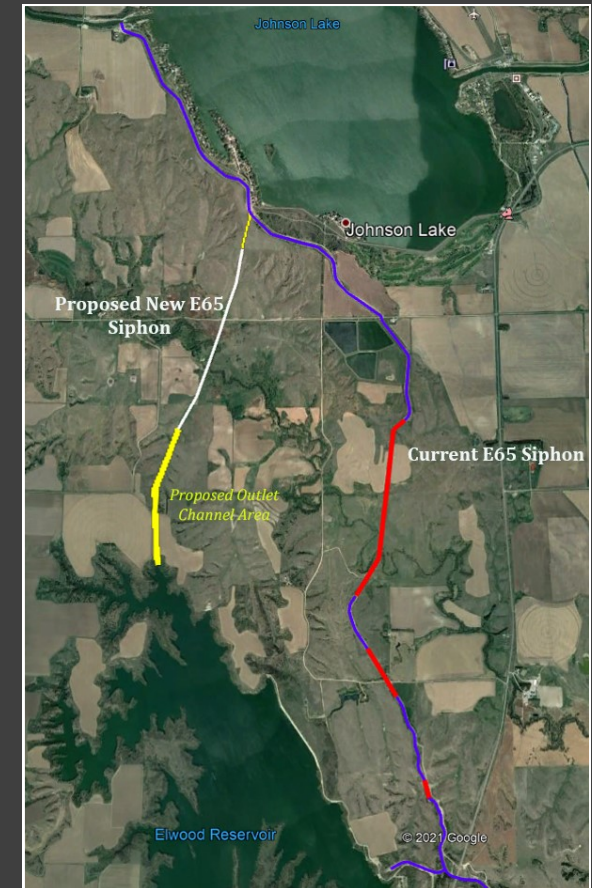 Johnson Lake
Johnson Lake
Proposed New E65
Siphon
Current E65 Siphon
Proposed Outlet
Channel Area
Elwood Reservoir
© 2021 Google